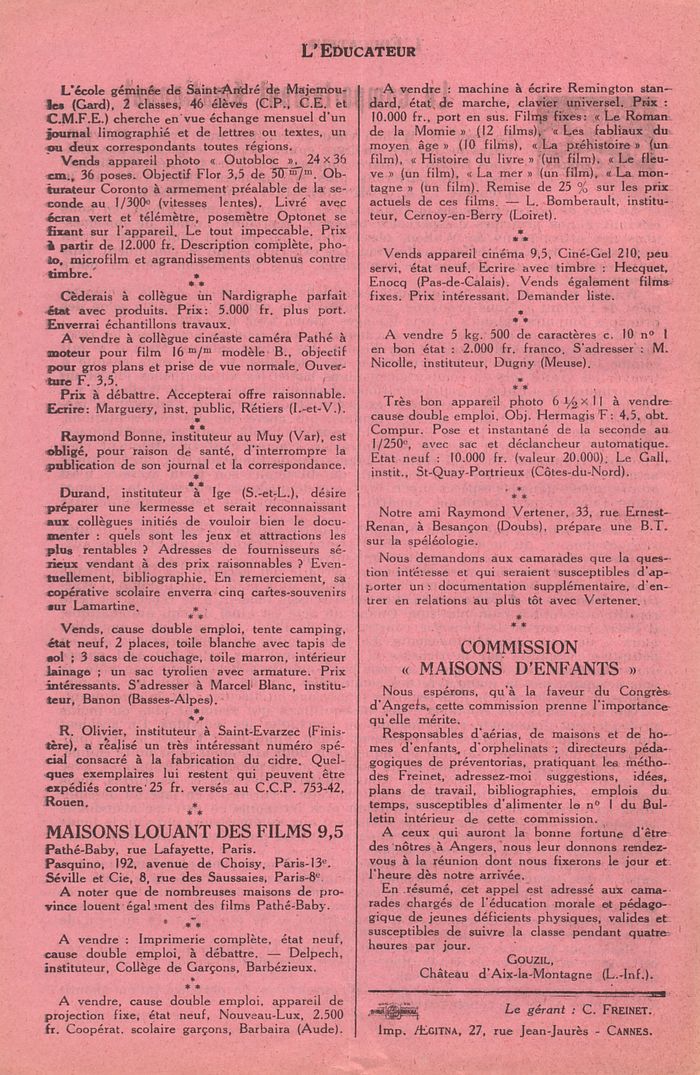 L'EDUCATEUR
L'école géminée de Saint-André de Majemou-
les (Gard), 2 classes, 46 élèves (C.P., C.E. et
C.M.F.E.) cherche en vue échange mensuel d'un
journal limographié et de lettres ou textes, un
ou deux correspondants toutes régions.
Vends appareil photo « Outobloc », 24×36
cm., 36 poses. Objectif Flor 3,5 de 50 m/m. Ob-
turateur Coronto à armement préalable de la se-
conde au 1/300e (vitesses lentes). Livré avec
écran vert et télémètre, posemètre Optonet se
fixant sur l'appareil. Le tout impeccable. Prix
à partir de 12.000 fr. Description complète, pho-
to, microfilm et agrandissements obtenus contre
timbre.
*
* *
Cèderais à collègue un Nardigraphe parfait
état avec produits. Prix: 5.000 fr. plus port.
Enverrai échantillons travaux.
A vendre à collègue cinéaste caméra Pathé à
moteur pour film 16 m/m modèle B., objectif
pour gros plans et prise de vue normale. Ouver-
ture F. 3,5.
Prix à débattre. Accepterai offre raisonnable.
Ecrire: Marguery, inst. public, Rétiers (I.-et-V.).
*
* *
Raymond Bonne, instituteur au Muy (Var), est
obligé, pour raison de santé, d'interrompre la
publication de son journal et la correspondance.
*
* *
Durand, instituteur à Ige (S.-et-L.), désire
préparer une kermesse et serait reconnaissant
aux collègues initiés de vouloir bien le docu-
menter : quels sont les jeux et attractions les
plus rentables ? Adresses de fournisseurs sé-
rieux vendant à des prix raisonnables ? Even-
tuellement, bibliographie. En remerciement, sa
copérative scolaire enverra cinq cartes-souvenirs
sur Lamartine.
*
* *
Vends, cause double emploi, tente camping,
état neuf, 2 places, toile blanche avec tapis de
sol ; 3 sacs de couchage, toile marron, intérieur
lainage ; un sac tyrolien avec armature. Prix
intéressants. S'adresser à Marcel Blanc, institu-
teur, Banon (Basses-Alpes).
*
* *
R. Olivier, instituteur à Saint-Evarzec (Finis-
tère), a réalisé un très intéressant numéro spé-
cial consacré à la fabrication du cidre. Quel-
ques exemplaires lui restent qui peuvent être
expédiés contre 25 fr. versés au C.C.P. 753-42,
Rouen.
*
* *
MAISONS LOUANT DES FILMS 9,5
Pathé-Baby, rue Lafayette, Paris.
Pasquino, 192, avenue de Choisy, Paris-13e.
Séville et Cie, 8, rue des Saussaies, Paris-8e.
A noter que de nombreuses maisons de pro-
vince louent également des films Pathé-Baby.
*
* *
A vendre : Imprimerie complète, état neuf,
cause double emploi, à débattre. — Delpech,
instituteur, Collège de Garçons, Barbézieux.
*
* *
A vendre, cause double emploi, appareil de
projection fixe, état neuf, Nouveau-Lux, 2.500
fr. Coopérat. scolaire garçons, Barbaira (Aude).
A vendre : machine à écrire Remington stan-
dard, état de marche, clavier universel. Prix :
10.000 fr., port en sus. Films fixes: « Le Roman
de la Momie » (12 films), « Les fabliaux du
moyen âge » (10 films), « La préhistoire » (un
film), « Histoire du livre » (un film), « Le fleu-
ve » (un film), « La mer » (un film), « La mon-
tagne » (un film). Remise de 25 % sur les prix
actuels de ces films. — L. Bomberault, institu-
teur, Cernoy-en-Berry (Loiret).
*
* *
Vends appareil cinéma 9,5, Ciné-Gel 210; peu
servi, état neuf. Ecrire avec timbre : Hecquet,
Enocq (Pas-de-Calais). Vends également films
fixes. Prix intéressant. Demander liste.
*
* *
A vendre 5 kg. 500 de caractères c. 10 n° 1
en bon état : 2.000 fr. franco. S'adresser : M.
Nicolle, instituteur, Dugny (Meuse).
*
* *
Très bon appareil photo 6 ½×11 à vendre
cause double emploi. Obj. Hermagis F: 4,5, obt.
Compur. Pose et instantané de la seconde au
1/250e, avec sac et déclancheur automatique.
Etat neuf : 10.000 fr. (valeur 20.000). Le Gall,
instit., St-Quay-Portrieux (Côtes-du-Nord).
*
* *
Notre ami Raymond Vertener, 33, rue Ernest-
Renan, à Besançon (Doubs), prépare une B.T.
sur la spéléologie.
Nous demandons aux camarades que la ques-
tion intéresse et qui seraient susceptibles d'ap-
porter un : documentation supplémentaire, d'en-
trer en relations au plus tôt avec Vertener.
*
* *
COMMISSION
« MAISONS D'ENFANTS »
Nous espérons, qu'à la faveur du Congrès
d'Angers, cette commission prenne l'importance
qu'elle mérite.
Responsables d'aérias, de maisons et de ho-
mes d'enfants, d'orphelinats ; directeurs péda-
gogiques de préventorias, pratiquant les métho-
des Freinet, adressez-moi suggestions, idées,
plans de travail, bibliographies, emplois du
temps, susceptibles d'alimenter le n° 1 du Bul-
letin intérieur de cette commission.
A ceux qui auront la bonne fortune d'être
des nôtres à Angers, nous leur donnons rendez-
vous à la réunion dont nous fixerons le jour et
l'heure dès notre arrivée.
En résumé, cet appel est adressé aux cama-
rades chargés de l'éducation morale et pédago-
gique de jeunes déficients physiques, valides et
susceptibles de suivre la classe pendant quatre
heures par jour.
GOUZIL,
Château d'Aix-la-Montagne (L.-Inf.).
Le gérant : C. FREINET.
Imp. ÆGITNA, 27, rue Jean-Jaurès - CANNES.